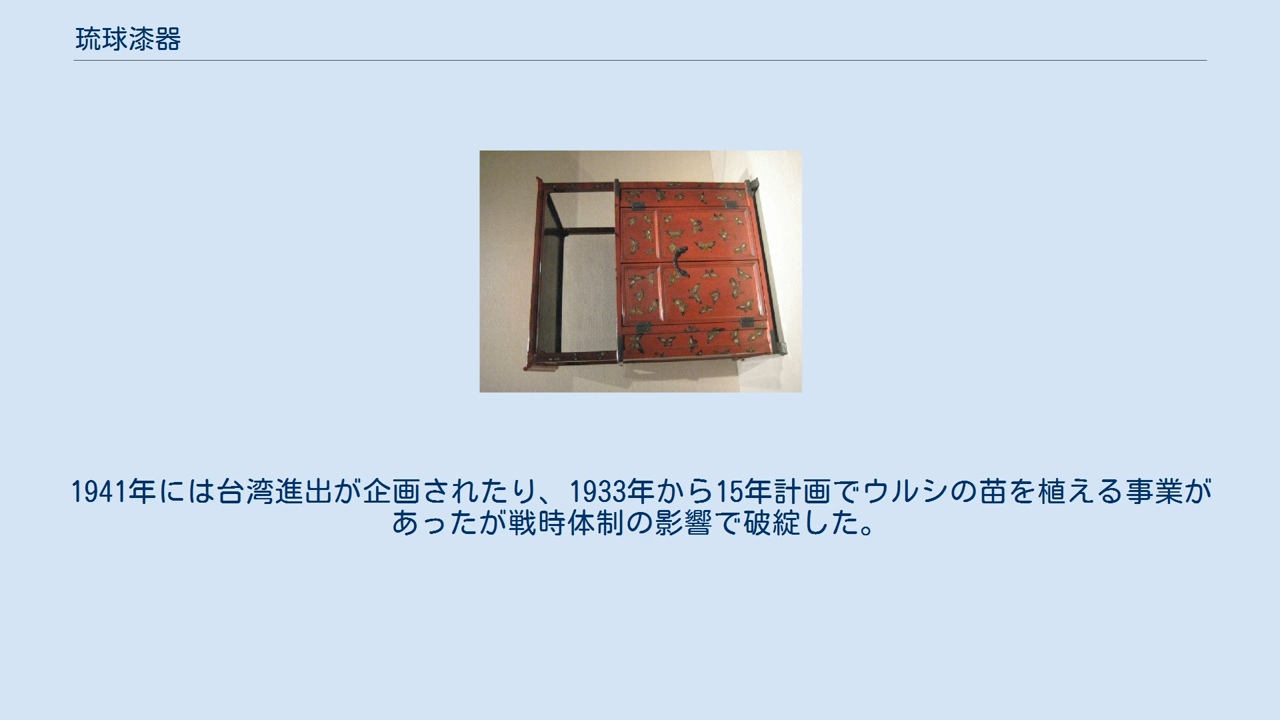 琉球漆器
1941年には台湾進出が企画されたり、1933年から15年計画でウルシの苗を植える事業が
あったが戦時体制の影響で破綻した。